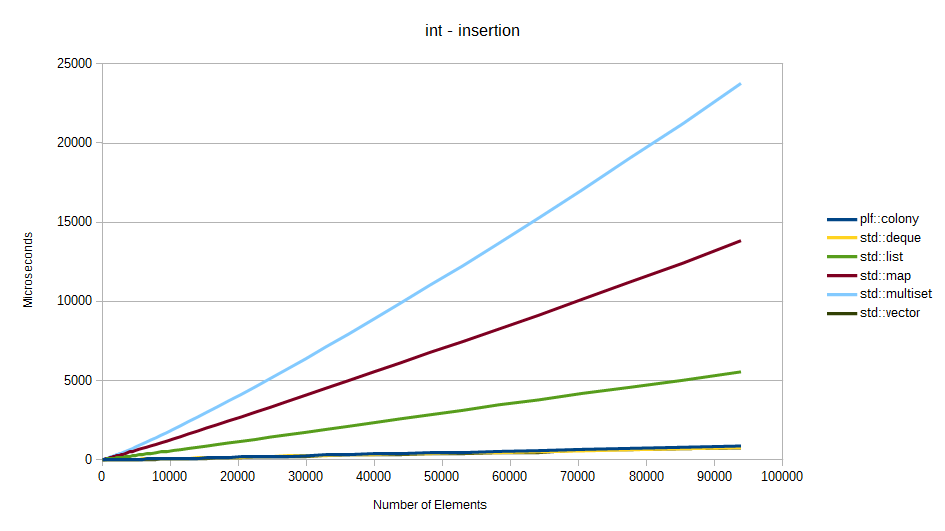 int - insertion
25000
20000
15000
10000
5000
0
Microseconds
0 10000 20000 30000 40000 50000 60000 70000 80000 90000 100000
Number of Elements
plf::colony
std::deque
std::list
std::map
std::multiset
std::vector